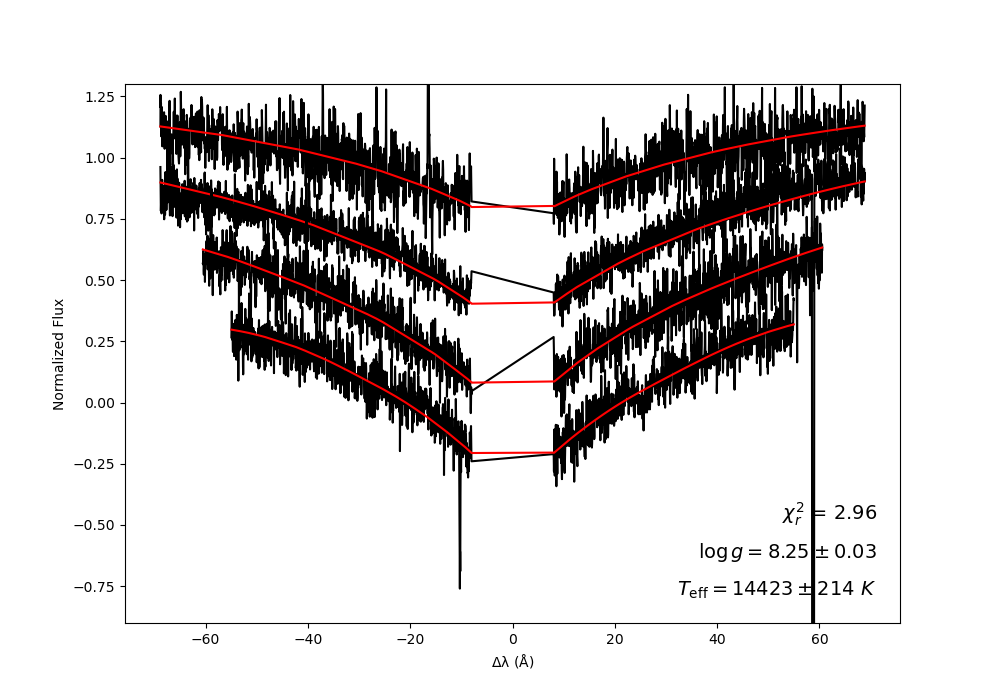 1.25
1.00
0.75
0.50
0.25
0.00
−0.25
−0.50
−0.75
Normalized Flux
χ²ᵣ = 2.96
log g = 8.25 ± 0.03
T_eff = 14423 ± 214 K
−60 −40 −20 0 20 40 60
Δλ (Å)